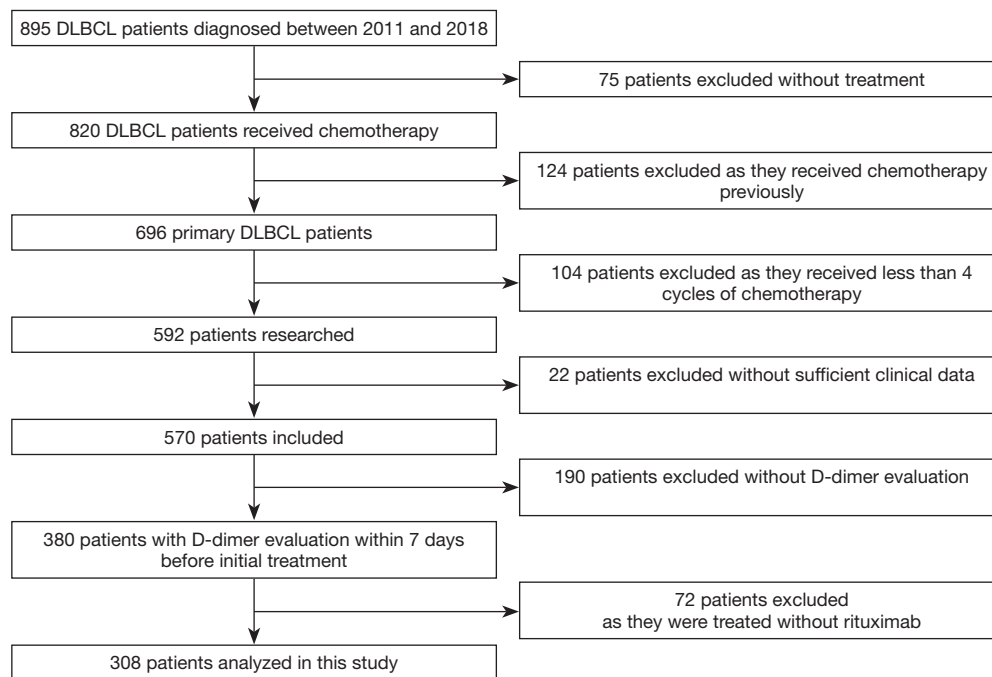 895 DLBCL patients diagnosed between 2011 and 2018
75 patients excluded without treatment
820 DLBCL patients received chemotherapy
124 patients excluded as they received chemotherapy
previously
696 primary DLBCL patients
104 patients excluded as they received less than 4
cycles of chemotherapy
592 patients researched
22 patients excluded without sufficient clinical data
570 patients included
190 patients excluded without D-dimer evaluation
380 patients with D-dimer evaluation within 7 days
before initial treatment
72 patients excluded
as they were treated without rituximab
308 patients analyzed in this study